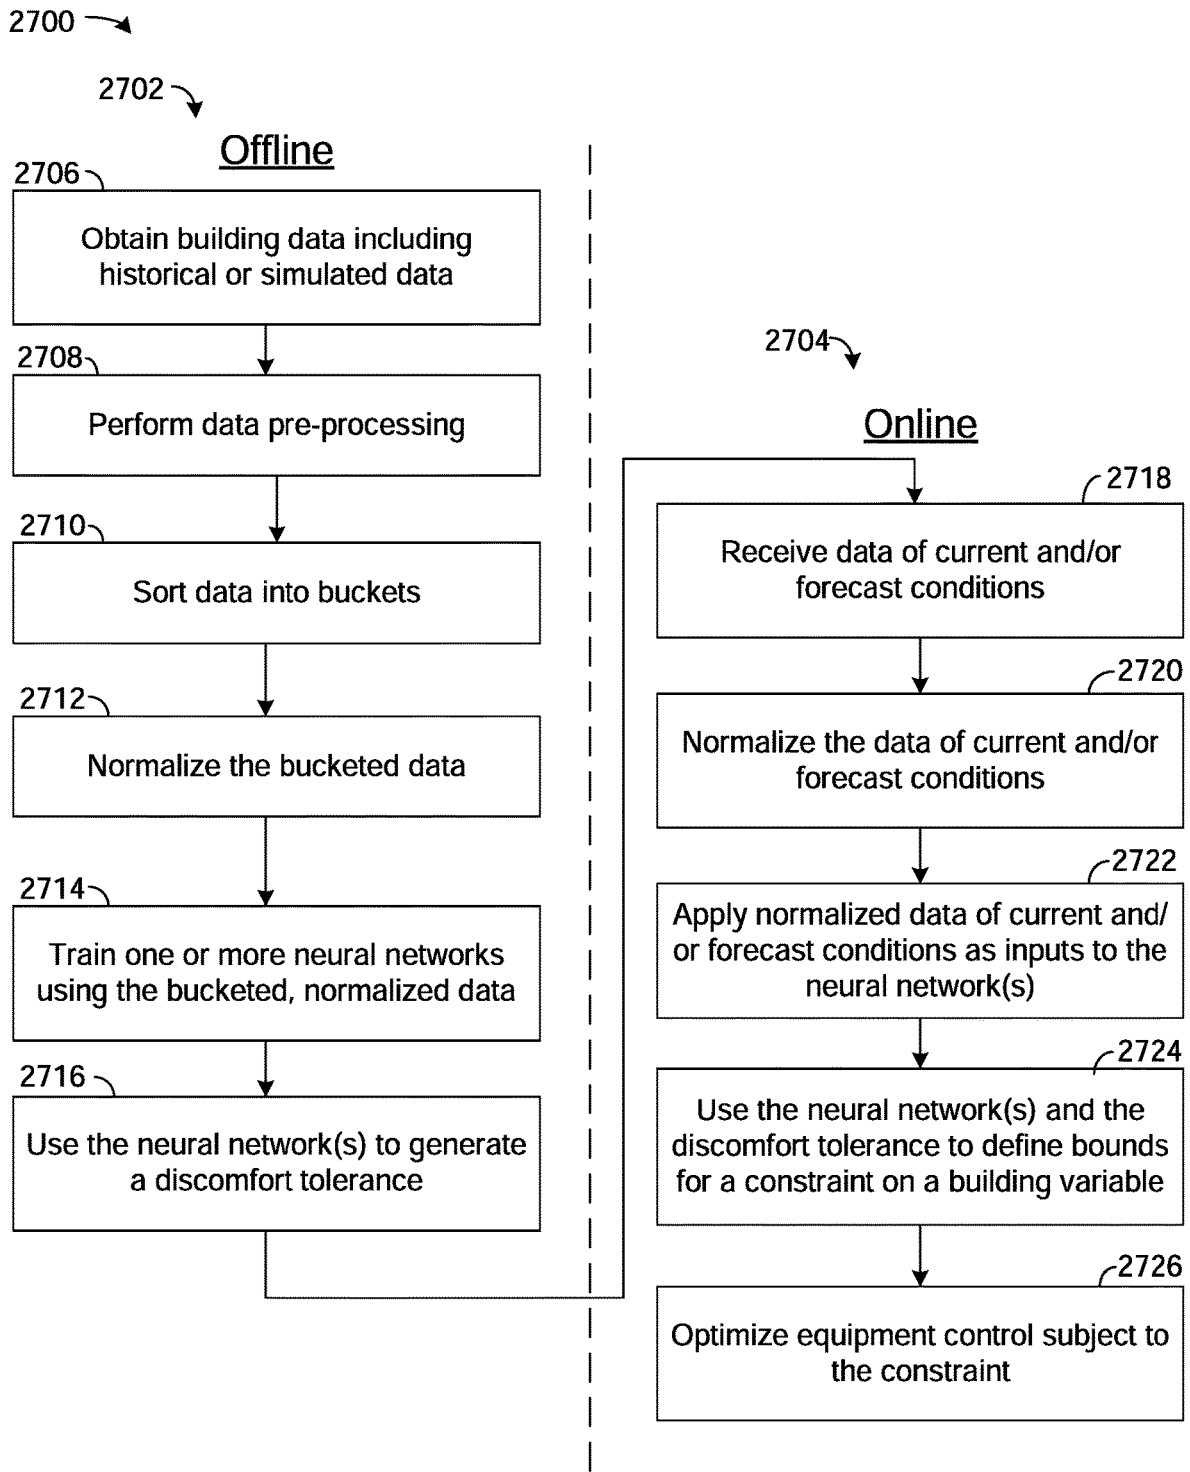 2700
2702
Offline
2706
Obtain building data including
historical or simulated data
2708
Perform data pre-processing
2710
Sort data into buckets
2712
Normalize the bucketed data
2714
Train one or more neural networks
using the bucketed, normalized data
2716
Use the neural network(s) to generate
a discomfort tolerance
2704
Online
2718
Receive data of current and/or
forecast conditions
2720
Normalize the data of current and/or
forecast conditions
2722
Apply normalized data of current and/
or forecast conditions as inputs to the
neural network(s)
2724
Use the neural network(s) and the
discomfort tolerance to define bounds
for a constraint on a building variable
2726
Optimize equipment control subject to
the constraint